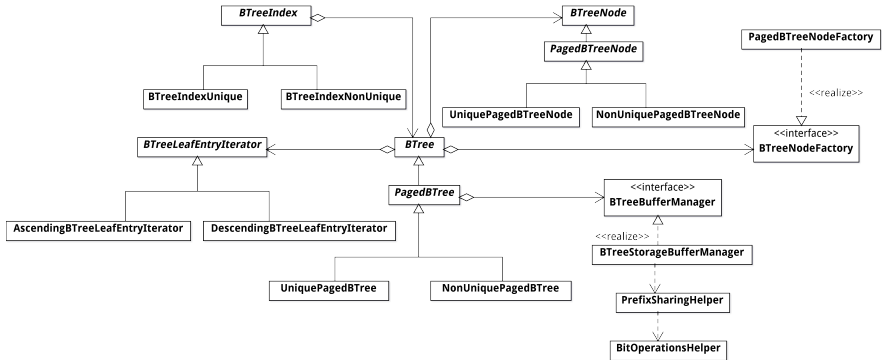 BTreeIndex
BTreeNode
PagedBTreeNodeFactory
PagedBTreeNode
<<realize>>
BTreeIndexUnique
BTreeIndexNonUnique
UniquePagedBTreeNode
NonUniquePagedBTreeNode
<<interface>>
BTreeNodeFactory
BTreeLeafEntryIterator
BTree
PagedBTree
<<interface>>
BTreeBufferManager
AscendingBTreeLeafEntryIterator
DescendingBTreeLeafEntryIterator
<<realize>>
BTreeStorageBufferManager
UniquePagedBTree
NonUniquePagedBTree
PrefixSharingHelper
BitOperationsHelper